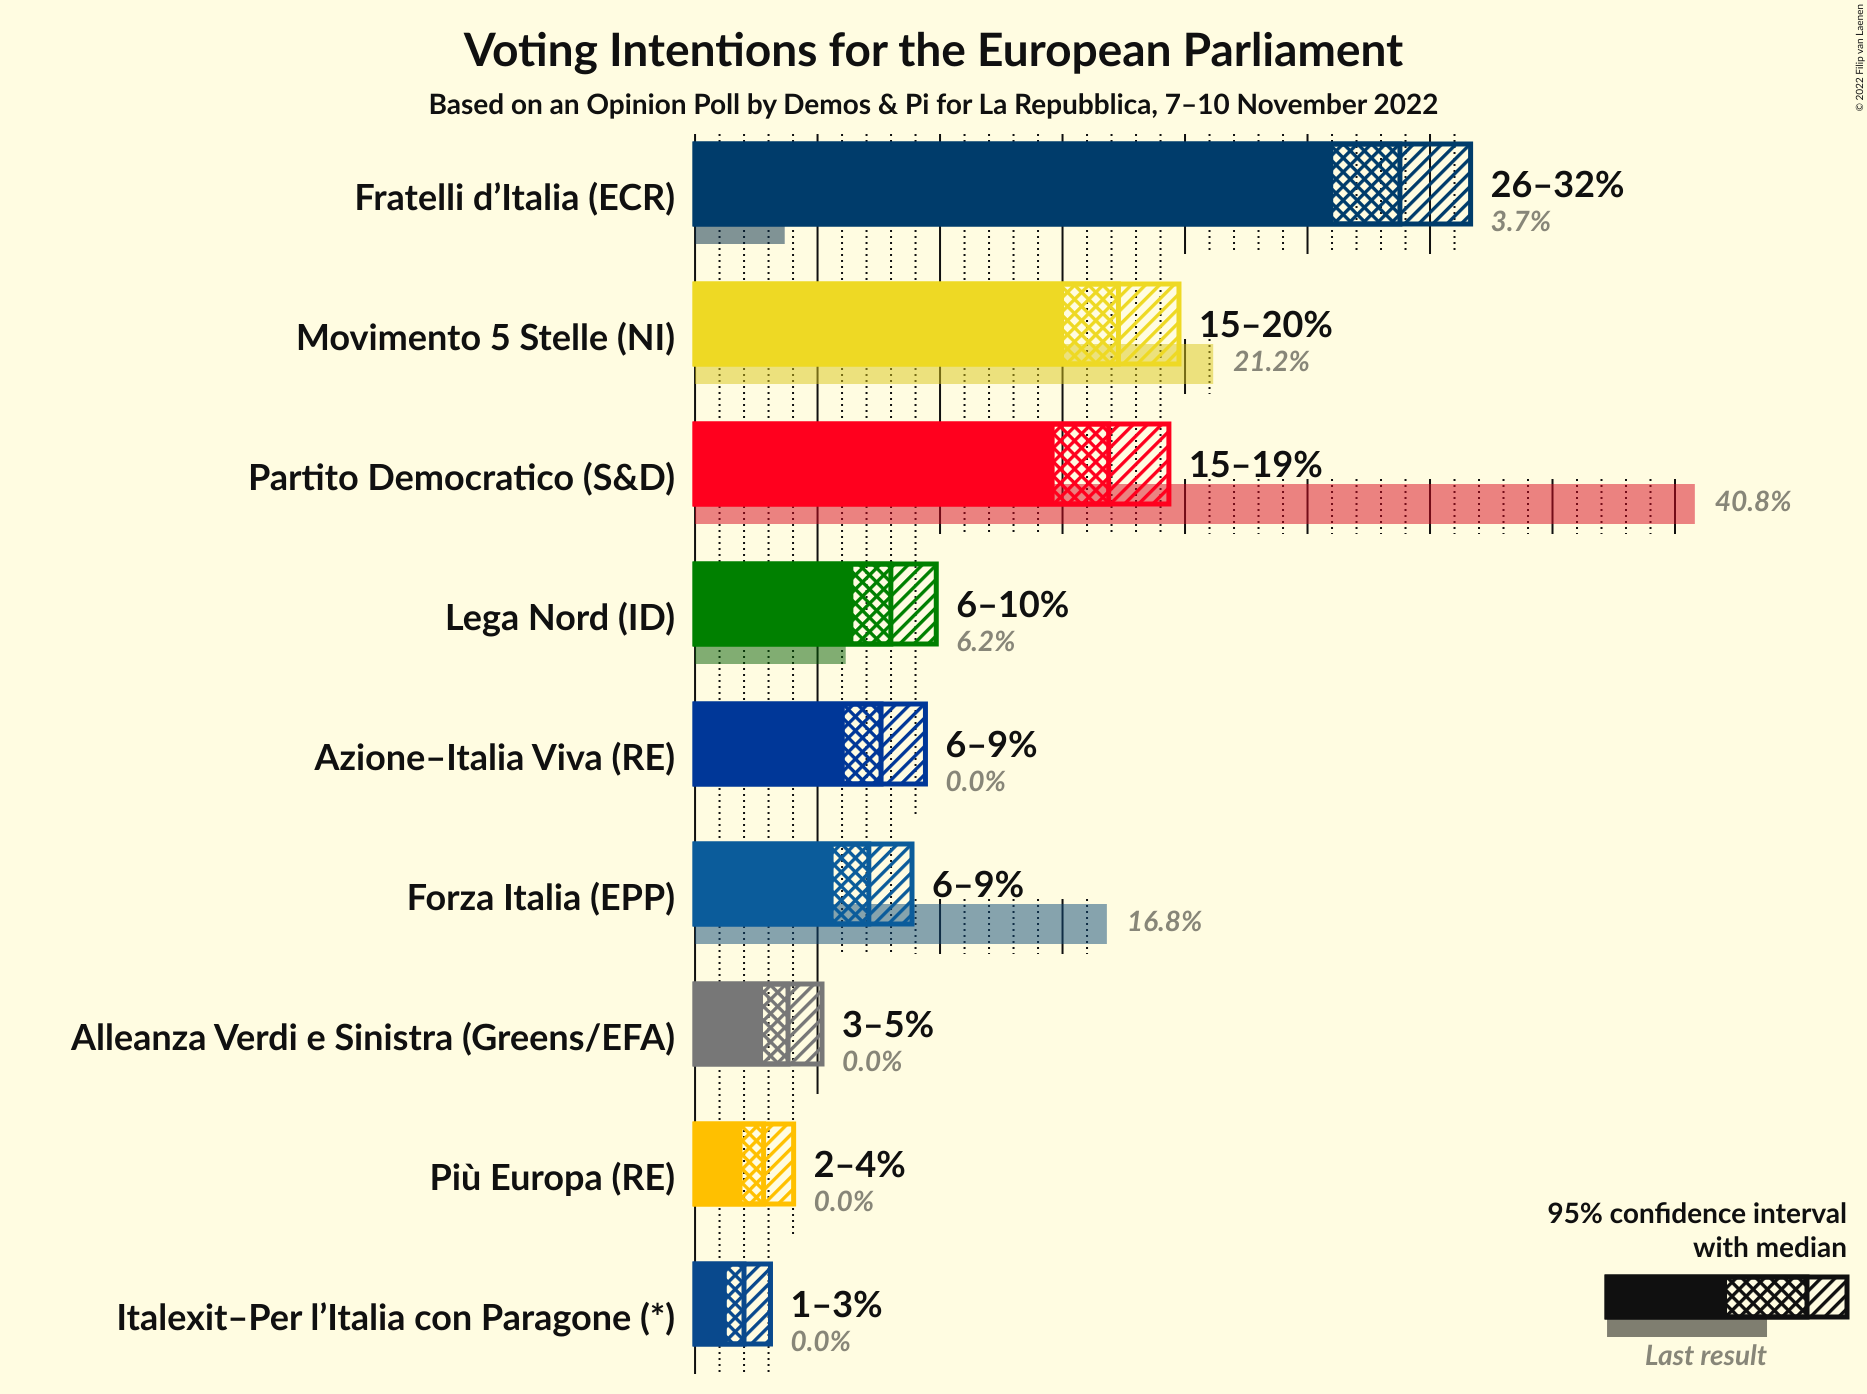 Voting Intentions for the European Parliament
Based on an Opinion Poll by Demos & Pi for La Repubblica, 7–10 November 2022
© 2022 Filip van Laenen
Fratelli d’Italia (ECR)
26–32%
3.7%
Movimento 5 Stelle (NI)
15–20%
21.2%
Partito Democratico (S&D)
15–19%
40.8%
Lega Nord (ID)
6–10%
6.2%
Azione–Italia Viva (RE)
6–9%
0.0%
Forza Italia (EPP)
6–9%
16.8%
Alleanza Verdi e Sinistra (Greens/EFA)
3–5%
0.0%
Più Europa (RE)
2–4%
0.0%
Italexit–Per l’Italia con Paragone (*)
1–3%
0.0%
95% confidence interval
with median
Last result